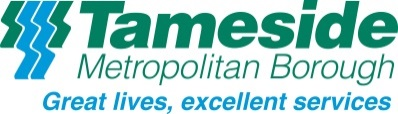 Tameside
Metropolitan Borough
Great lives, excellent services